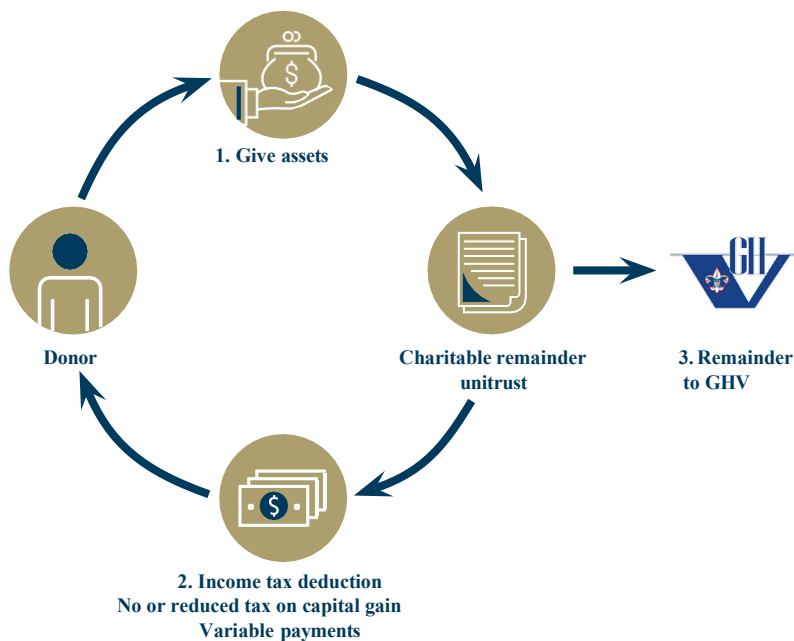 $
1. Give assets
Donor
Charitable remainder
unitrust
GH
V
3. Remainder
to GHV
$
2. Income tax deduction
No or reduced tax on capital gain
Variable payments